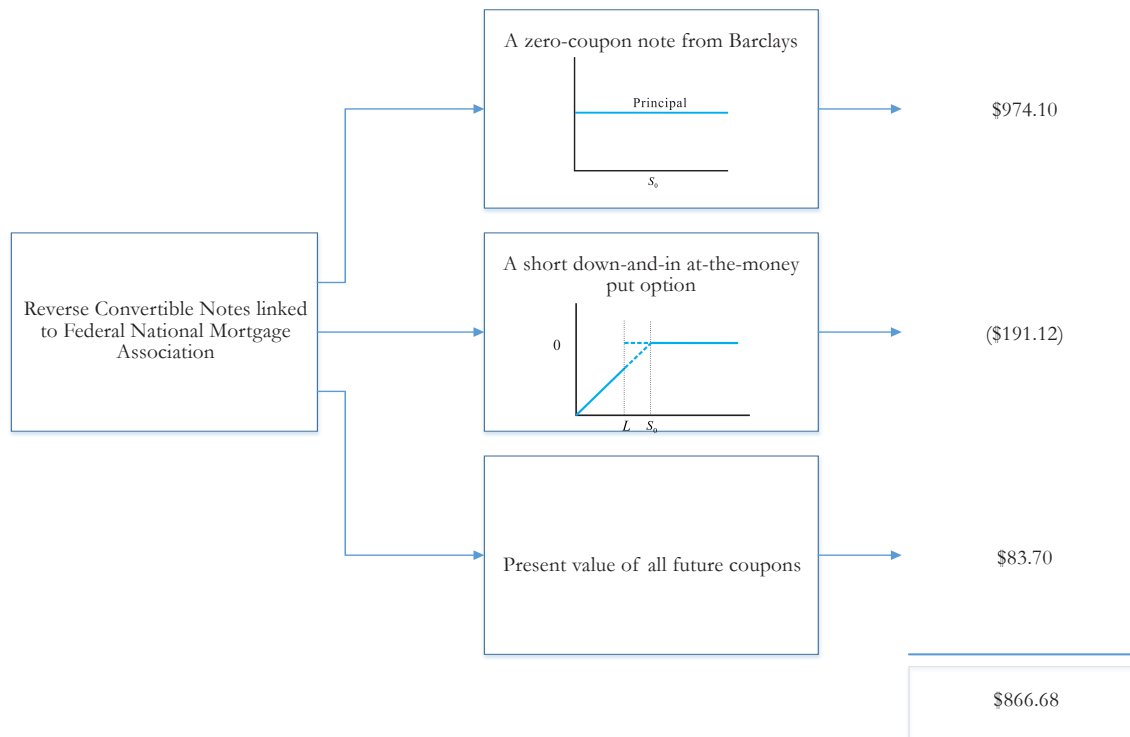 Reverse Convertible Notes linked
to Federal National Mortgage
Association
A zero-coupon note from Barclays
Principal
S₀
$974.10
A short down-and-in at-the-money
put option
0
L S₀
($191.12)
Present value of all future coupons
$83.70
$866.68